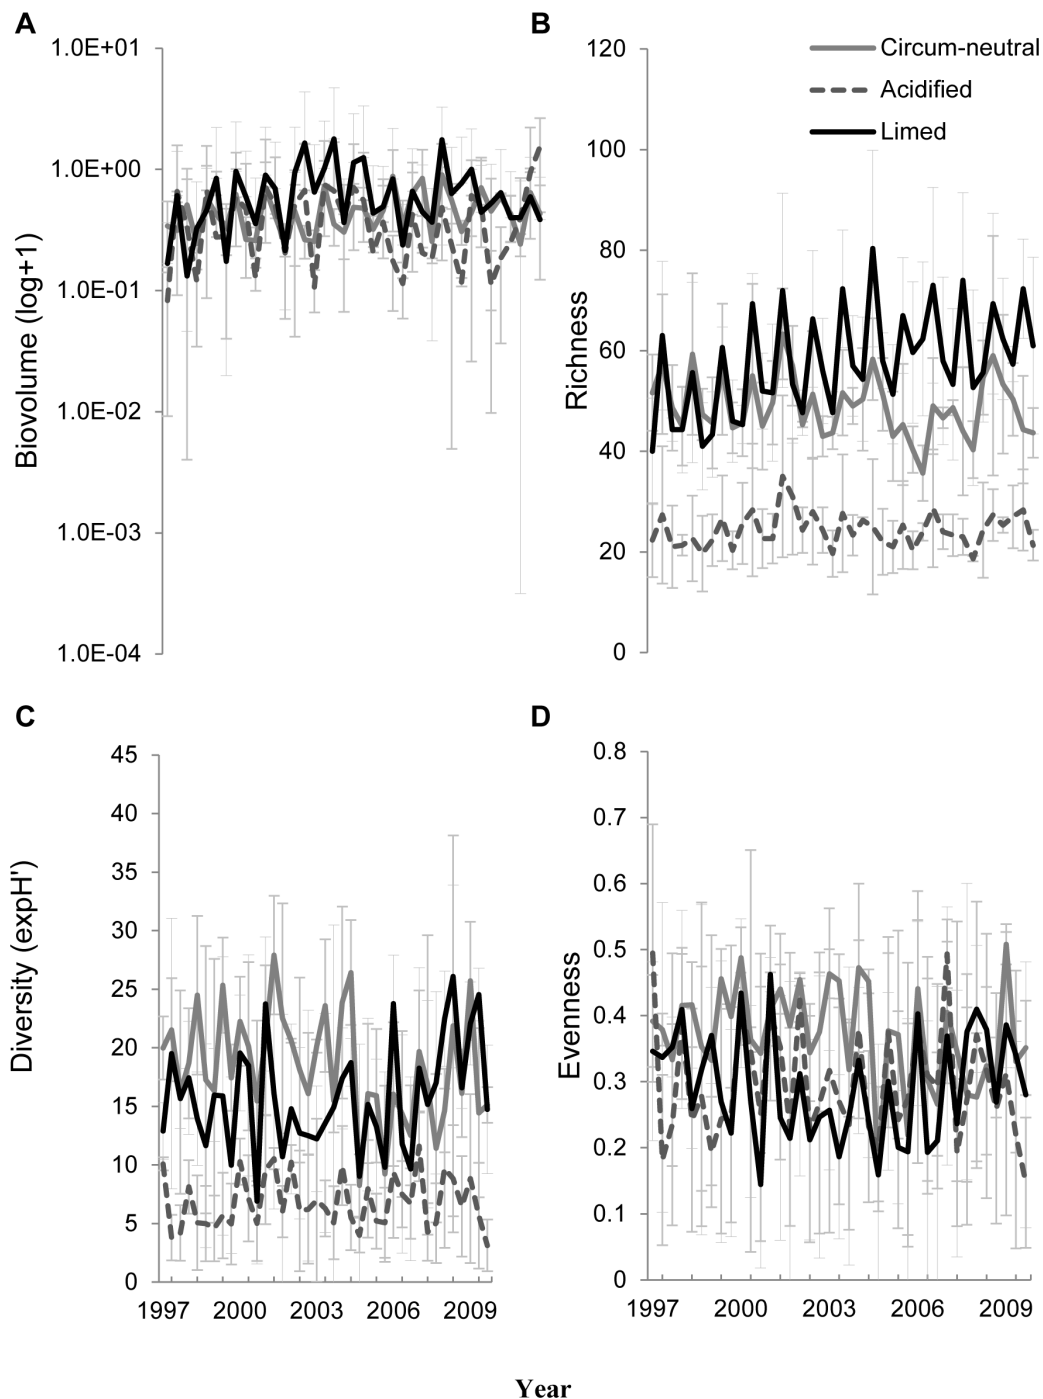 A
1.0E+01
1.0E+00
1.0E-01
1.0E-02
1.0E-03
1.0E-04
Biovolume (log+1)
B
120
100
80
60
40
20
0
Richness
Circum-neutral
Acidified
Limed
C
45
40
35
30
25
20
15
10
5
0
Diversity (expH')
1997 2000 2003 2006 2009
D
0.8
0.7
0.6
0.5
0.4
0.3
0.2
0.1
0
Evenness
1997 2000 2003 2006 2009
Year